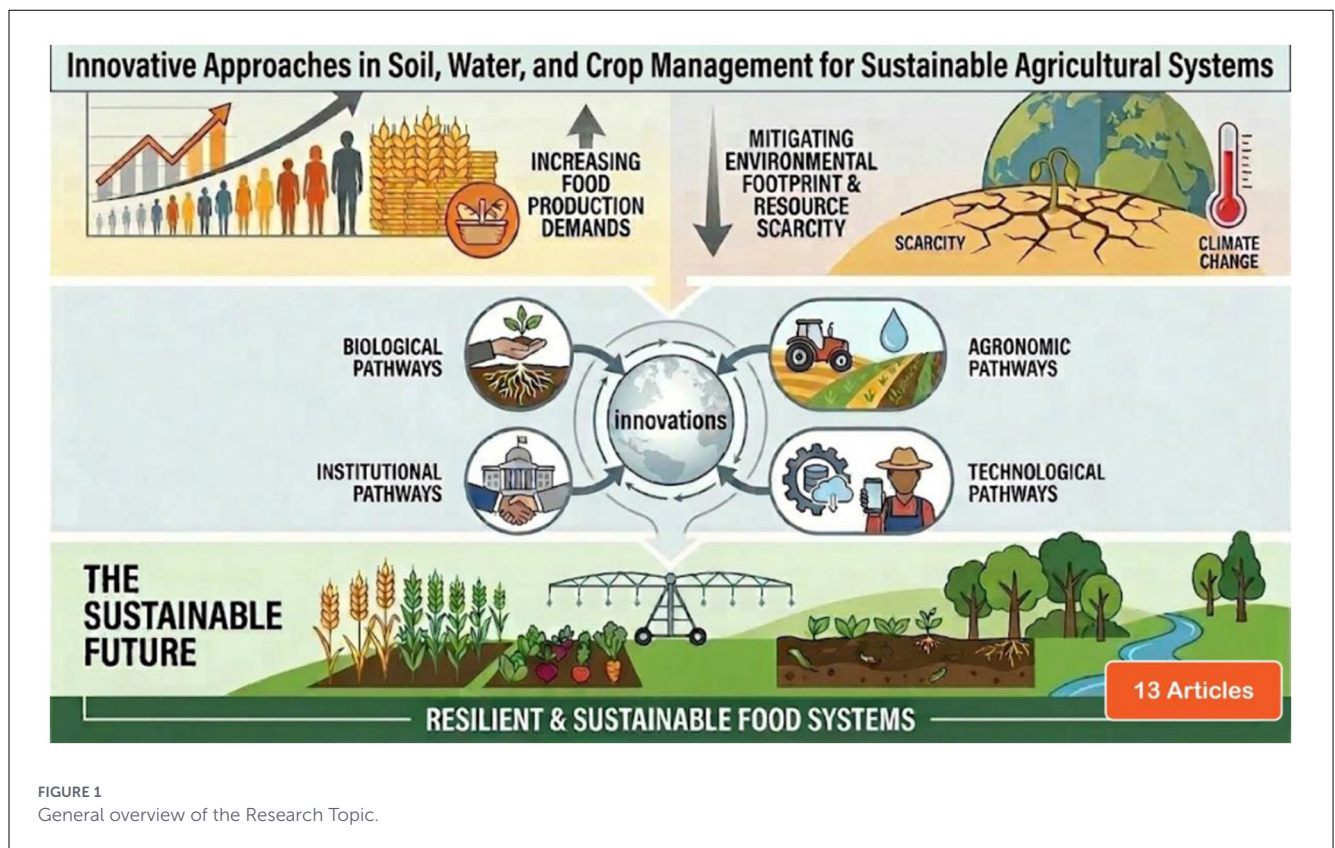 Innovative Approaches in Soil, Water, and Crop Management for Sustainable Agricultural Systems
INCREASING
FOOD
PRODUCTION
DEMANDS
MITIGATING
ENVIRONMENTAL
FOOTPRINT &
RESOURCE
SCARCITY
SCARCITY
CLIMATE
CHANGE
BIOLOGICAL
PATHWAYS
AGRONOMIC
PATHWAYS
innovations
INSTITUTIONAL
PATHWAYS
TECHNOLOGICAL
PATHWAYS
THE
SUSTAINABLE
FUTURE
13 Articles
RESILIENT & SUSTAINABLE FOOD SYSTEMS
FIGURE 1
General overview of the Research Topic.